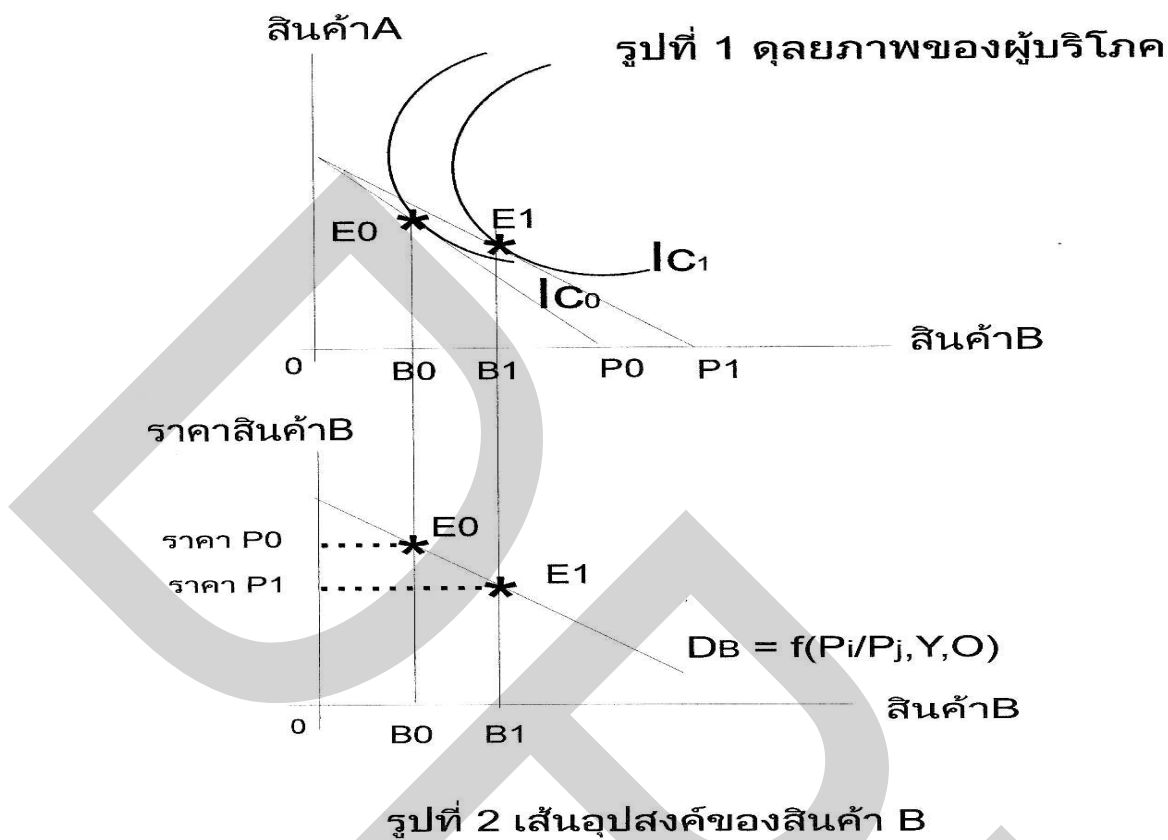 สินค้าA
รูปที่ 1 ดุลยภาพของผู้บริโภค
E0
E1
IC1
IC0
สินค้าB
0
B0
B1
P0
P1
ราคาสินค้าB
ราคา P0
E0
ราคา P1
E1
DB = f(Pi/Pj,Y,O)
สินค้าB
0
B0
B1
รูปที่ 2 เส้นอุปสงค์ของสินค้า B